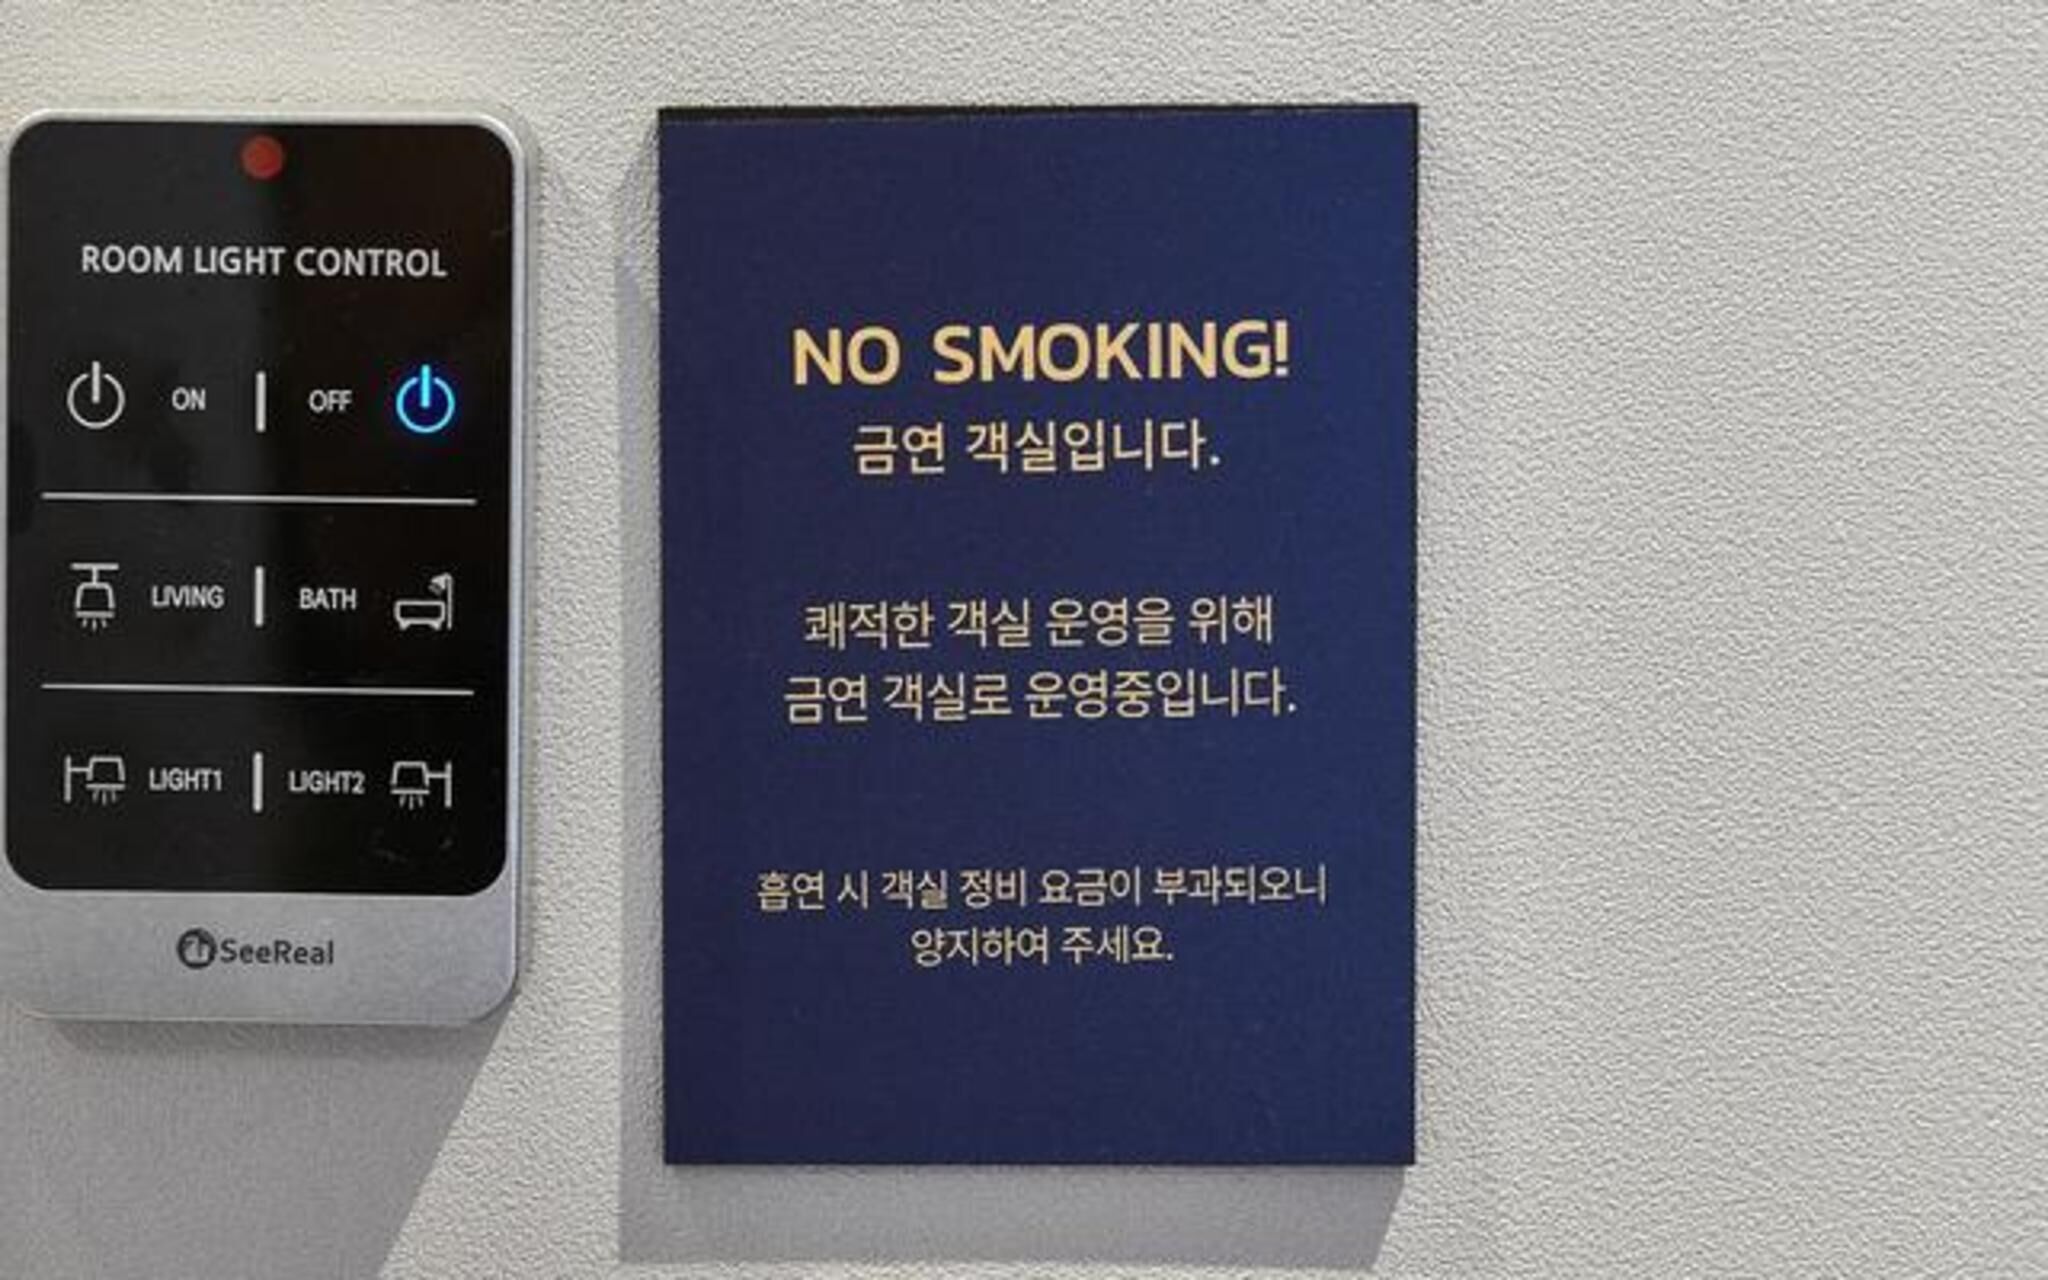 ROOM LIGHT CONTROL
ON | OFF
LIVING | BATH
LIGHT1 | LIGHT2
SeeReal
NO SMOKING!
금연 객실입니다.
쾌적한 객실 운영을 위해
금연 객실로 운영중입니다.
흡연 시 객실 정비 요금이 부과되오니
양지하여 주세요.